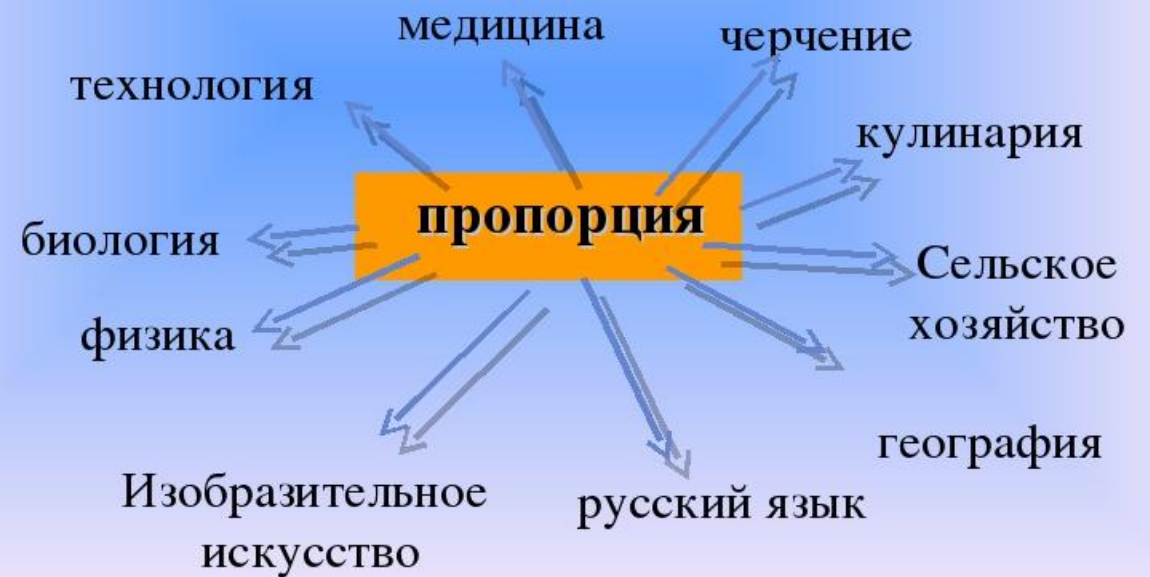 медицина
черчение
технология
кулинария
пропорция
биология
Сельское
хозяйство
физика
география
Изобразительное
искусство
русский язык